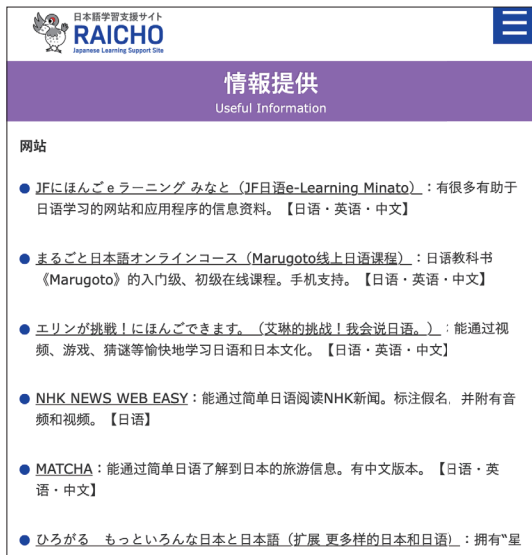 日本語学習支援サイト
RAICHO
Japanese Learning Support Site
情報提供
Useful Information
网站
JFにほんごｅラーニング みなと（JF日语e-Learning Minato）：有很多有助于
日语学习的网站和应用程序的信息资料。【日语・英语・中文】
まるごと日本語オンラインコース（Marugoto线上日语课程）：日语教科书
《Marugoto》的入门级、初级在线课程。手机支持。【日语・英语・中文】
エリンが挑戦！にほんごできます。（艾琳的挑战！我会说日语。）：能通过视
频、游戏、猜谜等愉快地学习日语和日本文化。【日语・英语・中文】
NHK NEWS WEB EASY：能通过简单日语阅读NHK新闻。标注假名，并附有音
频和视频。【日语】
MATCHA：能通过简单日语了解到日本的旅游信息。有中文版本。【日语・英
语・中文】
ひろがる　もっといろんな日本と日本語（扩展 更多样的日本和日语）：拥有“星